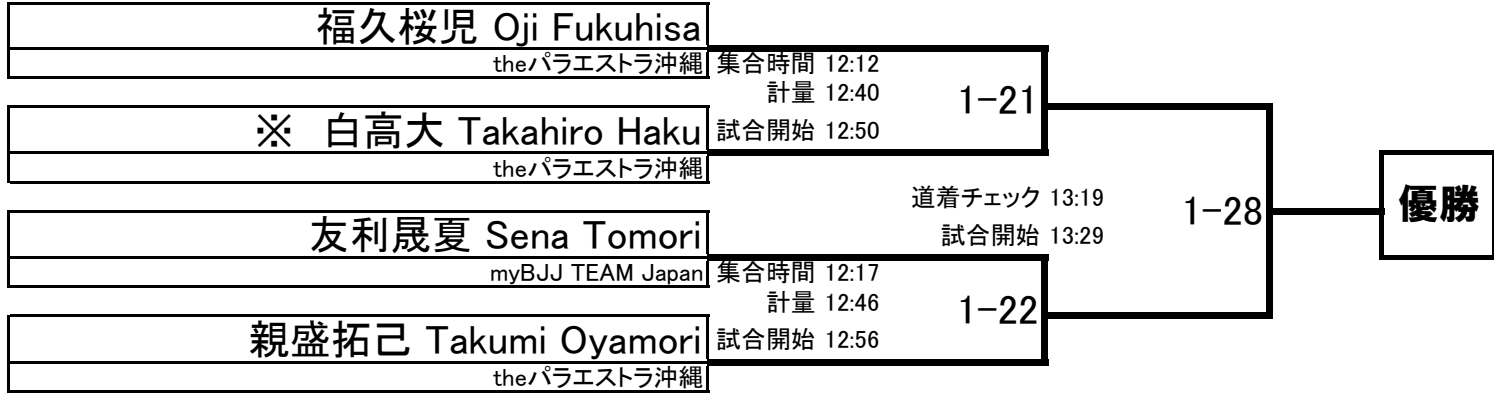 福久桜児 Oji Fukuhisa
theパラエストラ沖縄
集合時間 12:12
計量 12:40
1-21
※ 白高大 Takahiro Haku
試合開始 12:50
theパラエストラ沖縄
道着チェック 13:19
1-28
優勝
友利晟夏 Sena Tomori
試合開始 13:29
myBJJ TEAM Japan
集合時間 12:17
計量 12:46
1-22
親盛拓己 Takumi Oyamori
試合開始 12:56
theパラエストラ沖縄